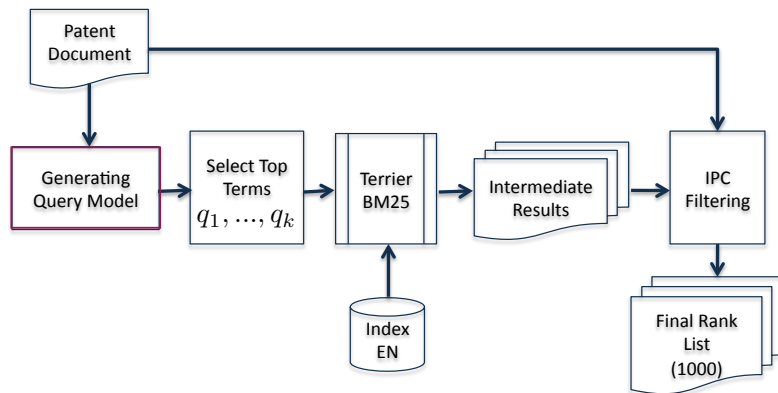 Patent
Document
Generating
Query Model
Select Top
Terms
q1, ..., qk
Terrier
BM25
Intermediate
Results
IPC
Filtering
Index
EN
Final Rank
List
(1000)